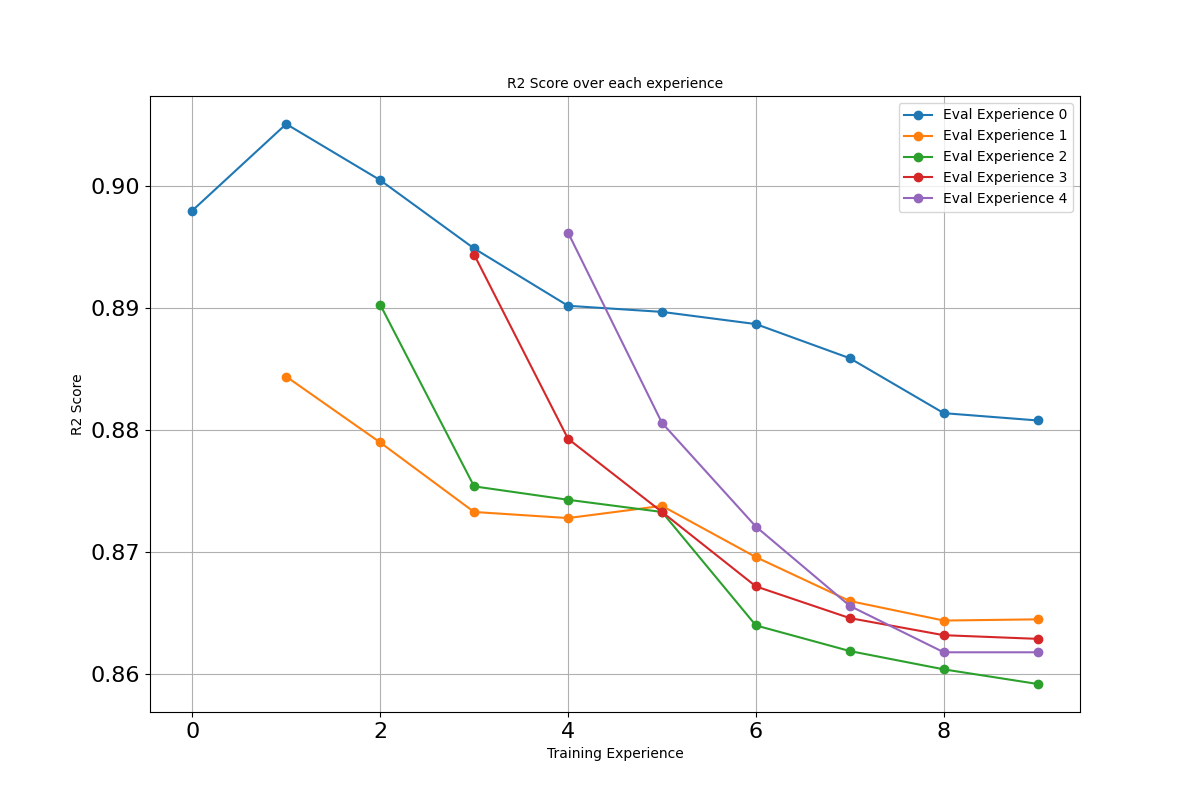 R2 Score over each experience
Eval Experience 0
Eval Experience 1
Eval Experience 2
Eval Experience 3
Eval Experience 4
0.90
0.89
0.88
0.87
0.86
R2 Score
0 2 4 6 8
Training Experience